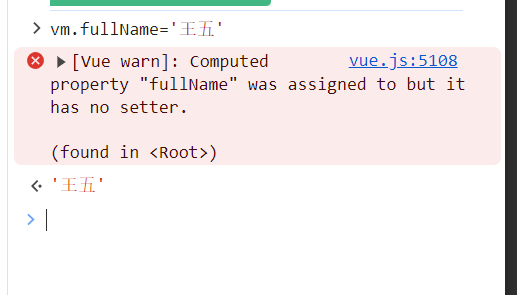 vm.fullName='王五'
[Vue warn]: Computed vue.js:5108
property "fullName" was assigned to but it
has no setter.
(found in <Root>)
'王五'